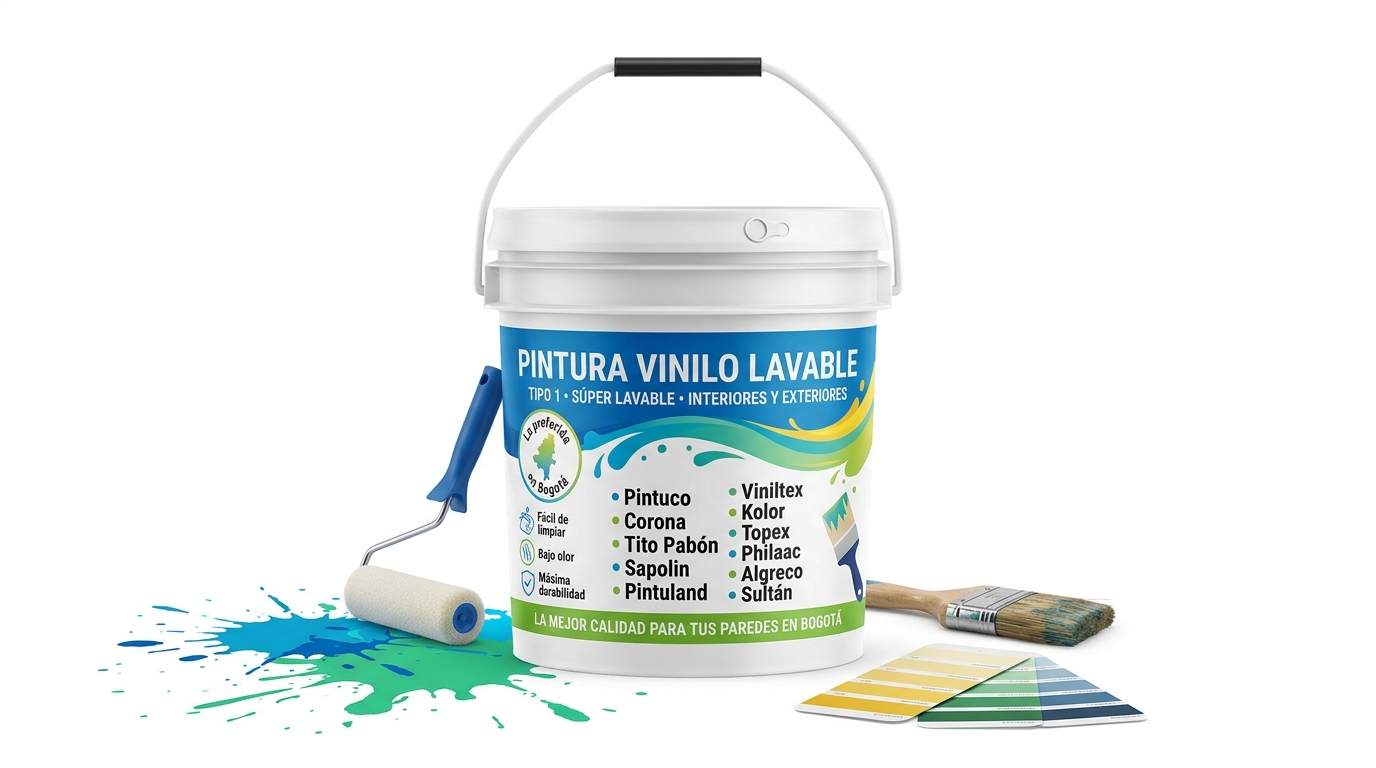 PINTURA VINILO LAVABLE
TIPO 1 • SÚPER LAVABLE • INTERIORES Y EXTERIORES
La preferida
en Bogotá
Fácil de
limpiar
Bajo olor
Másima
darabilidad
• Pintuco
• Corona
• Tito Pabón
• Sapolin
• Pintuland
• Viniltex
• Kolor
• Topex
• Philaac
• Algreco
• Sultán
LA MEJOR CALIDAD PARA TUS PAREDES EN BOGOTÁ